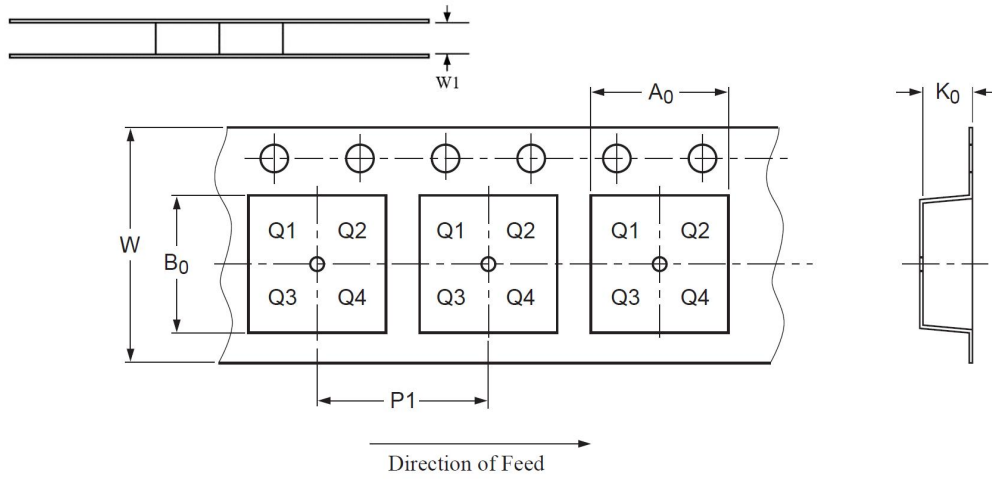 W1
A0
K0
W
B0
Q1 Q2 Q1 Q2 Q1 Q2
Q3 Q4 Q3 Q4 Q3 Q4
P1
Direction of Feed